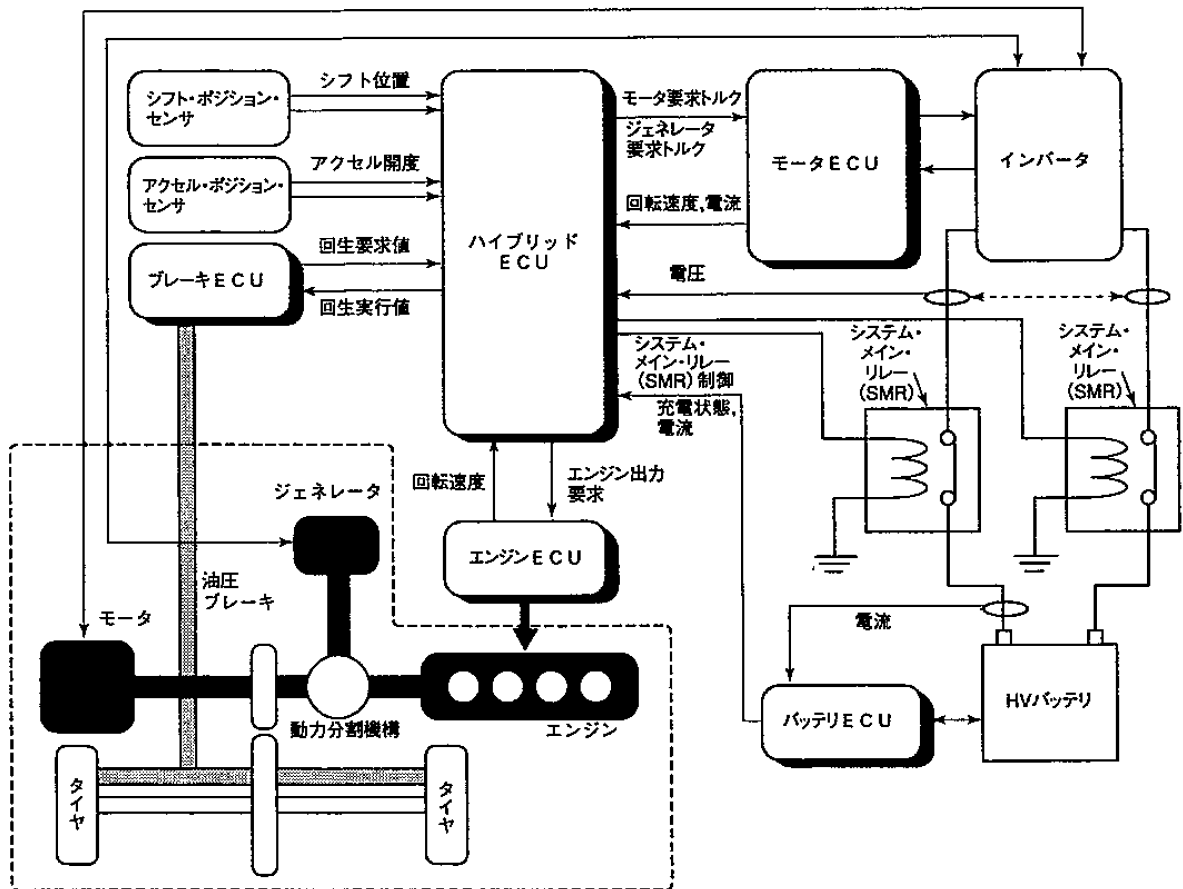 シフト・ポジション・
センサ
シフト位置
アクセル・ポジション・
センサ
アクセル開度
ブレーキECU
回生要求値
回生実行値
ハイブリッド
ECU
モータ要求トルク
ジェネレータ
要求トルク
回転速度,電流
モータECU
インバータ
電圧
システム・
メイン・リレー
(SMR)制御
充電状態,
電流
システム・
メイン・
リレー
(SMR)
システム・
メイン・
リレー
(SMR)
回転速度
エンジン出力
要求
エンジンECU
ジェネレータ
油圧
ブレーキ
モータ
動力分割機構
エンジン
タイヤ
タイヤ
電流
バッテリECU
HVバッテリ